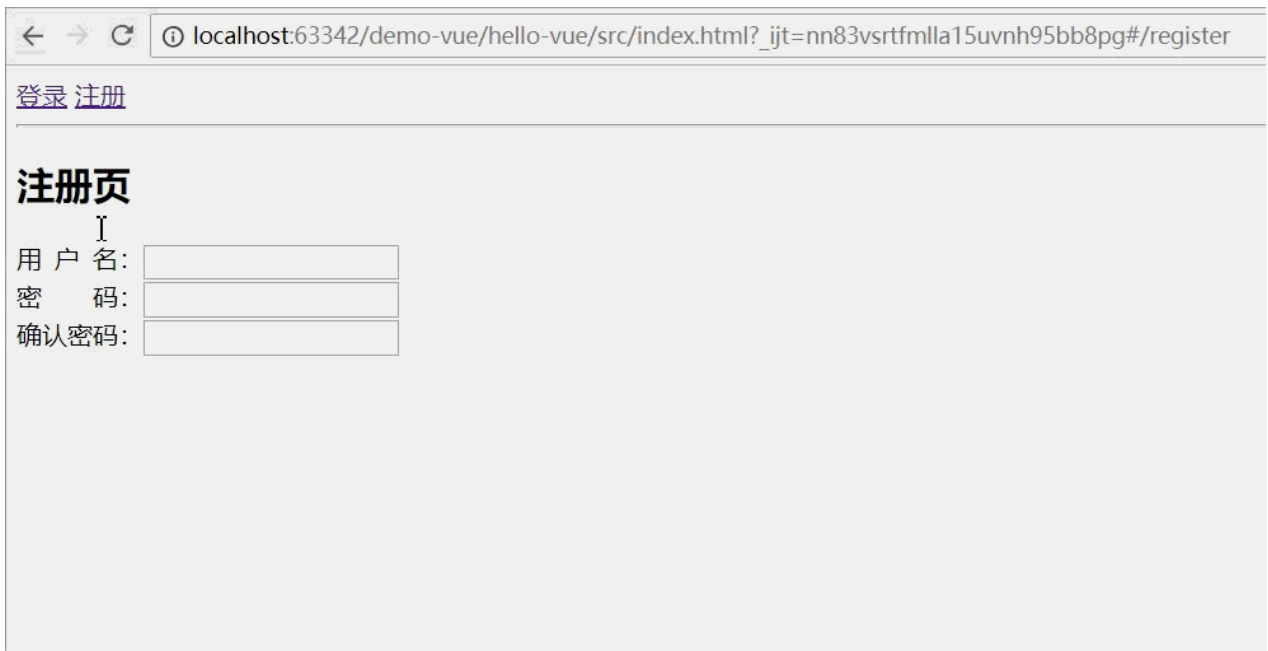 localhost:63342/demo-vue/hello-vue/src/index.html?_ijt=nn83vsrtfmlla15uvnh95bb8pg#/register
登录 注册
注册页
用 户 名：
密 码：
确认密码：